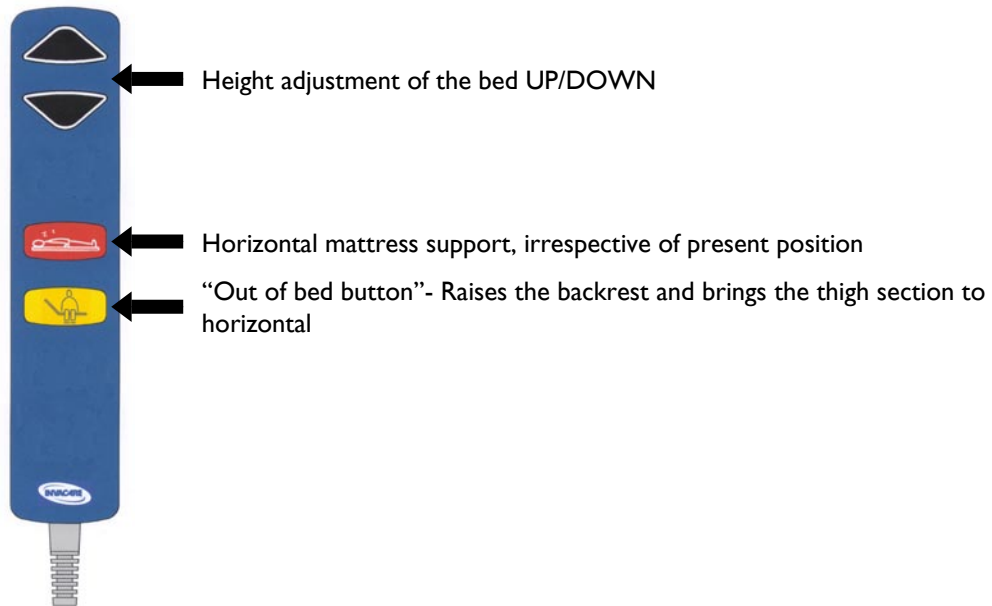 Height adjustment of the bed UP/DOWN
z z
Horizontal mattress support, irrespective of present position
“Out of bed button”- Raises the backrest and brings the thigh section to
horizontal
INVACARE